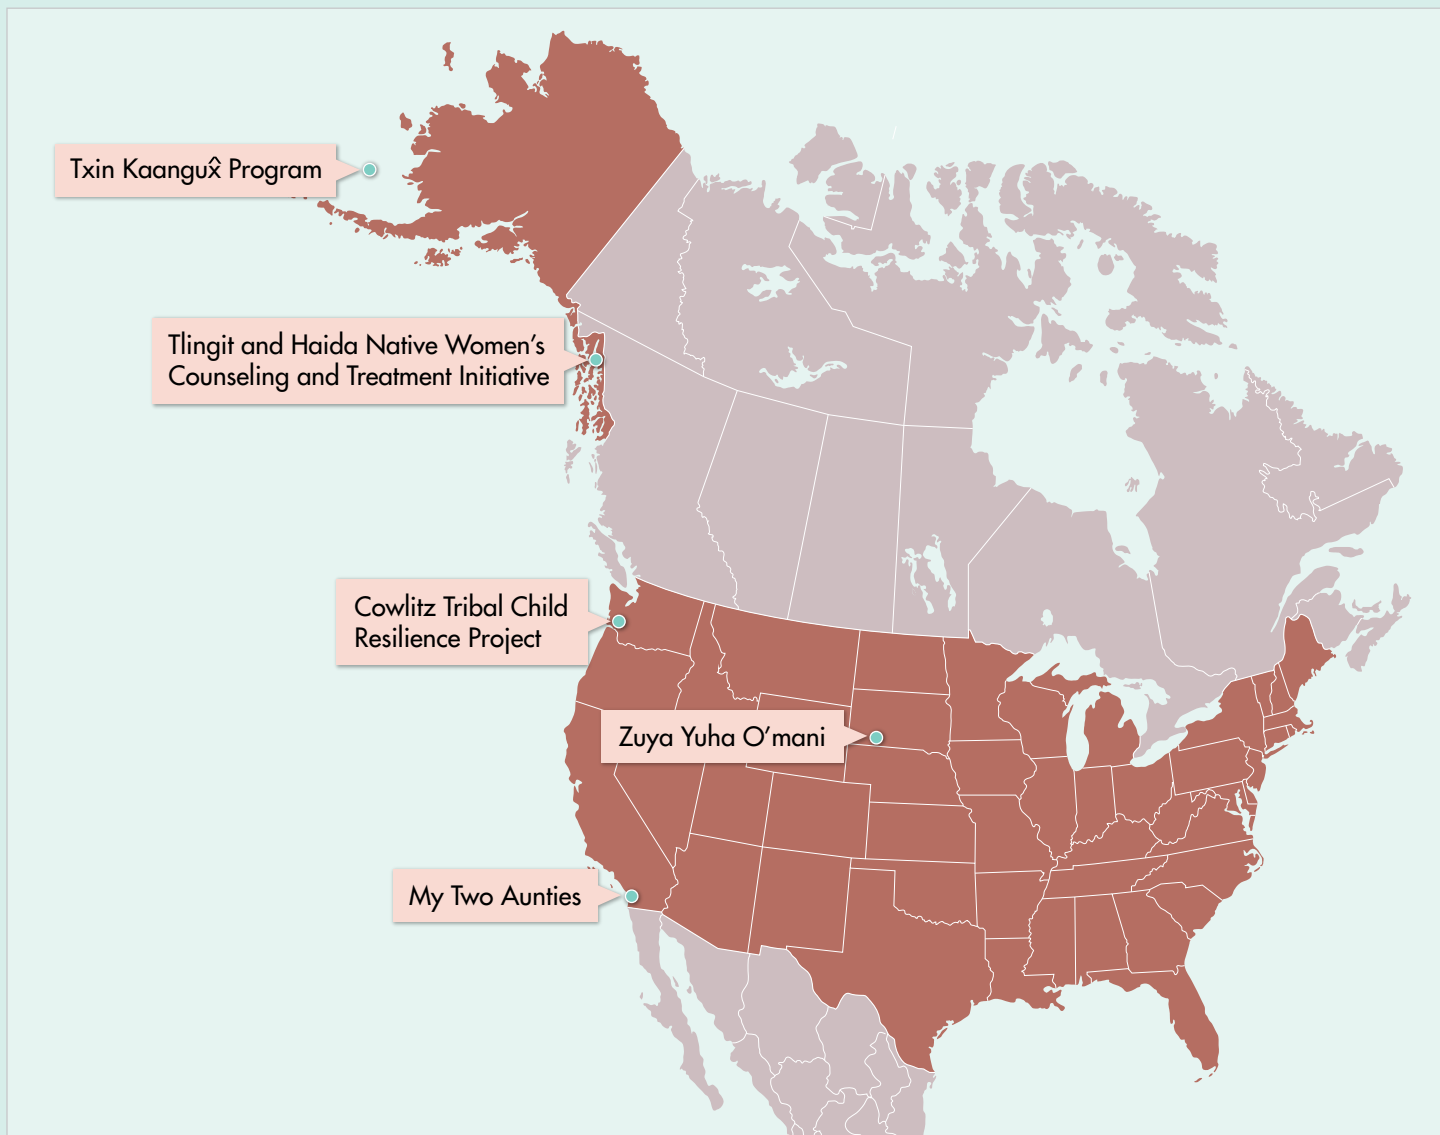 Txin Kaangux̂ Program
Tlingit and Haida Native Women’s
Counseling and Treatment Initiative
Cowlitz Tribal Child
Resilience Project
Zuya Yuha O’mani
My Two Aunties